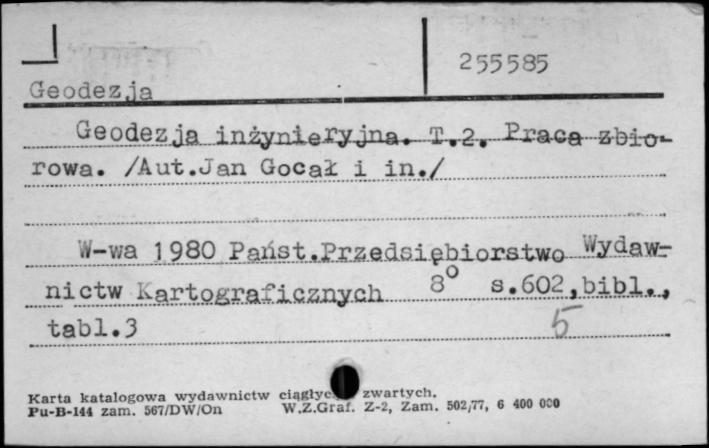 255585
Geodezja
Geodezja inżynieryjna. T.2. Praca zbio-
rowa. /Aut.Jan Gocał i in./
W-wa 1980 Państ.Przedsiębiorstwo Wydaw-
nictw Kartograficznych 8° s.602,bibl.,
tabl.3 5
Karta katalogowa wydawnictw zwartych.
Pu-B-144 zam. 567/DW/On W.Z.Graf. Z-2, Zam. 502/77, 6 400 000